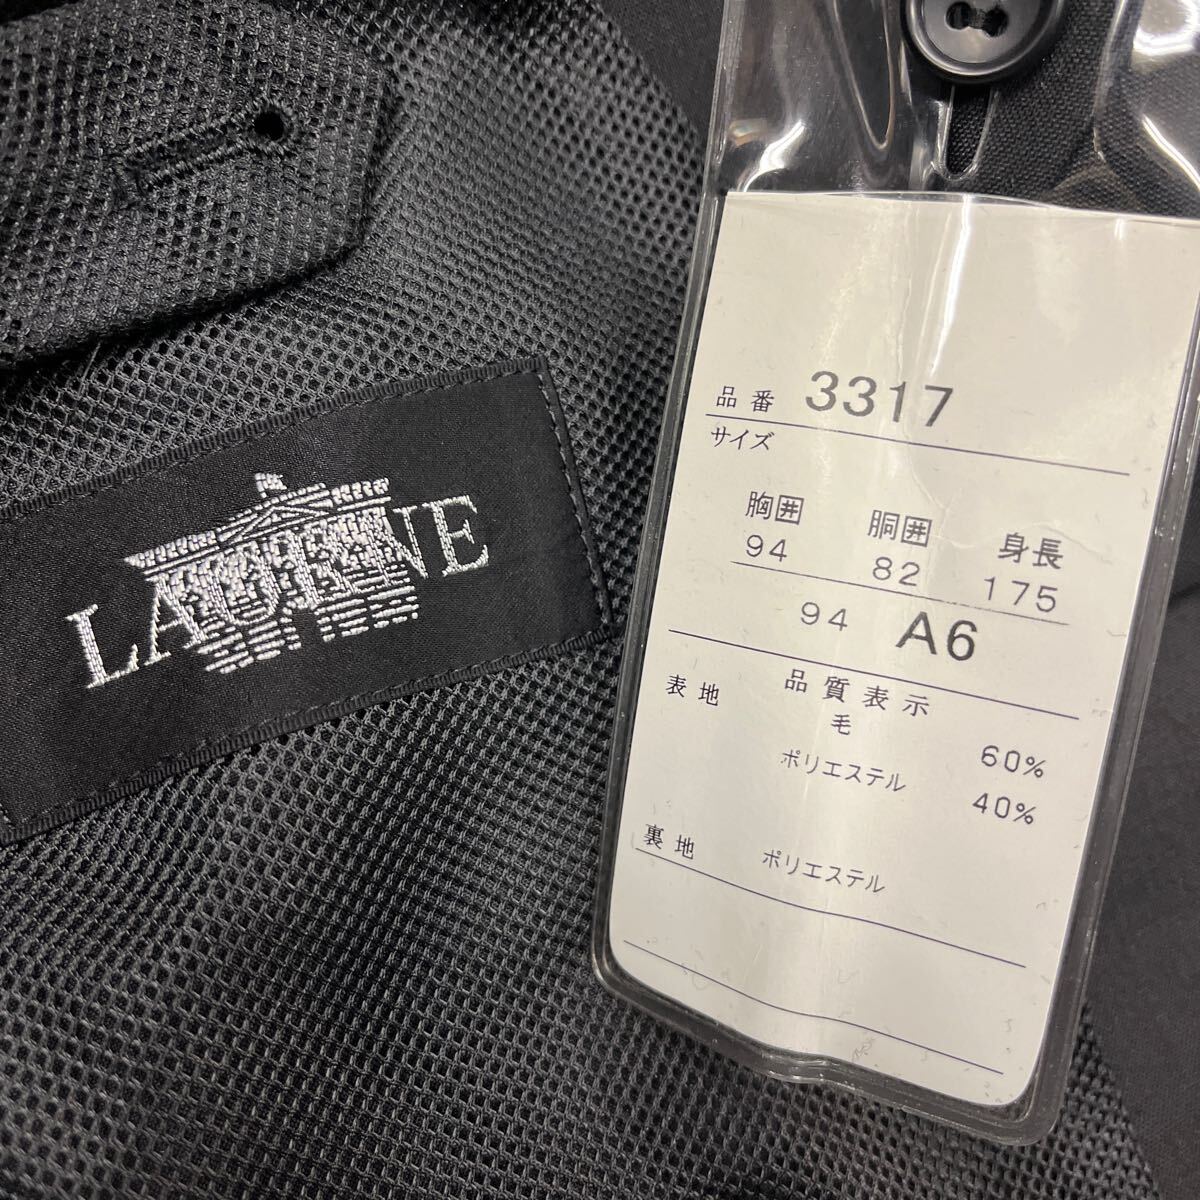 LAURINE
品番 3317
サイズ
胸囲 胴囲 身長
94 82 175
94 A6
品質表示
表地 毛 60%
ポリエステル 40%
裏地 ポリエステル